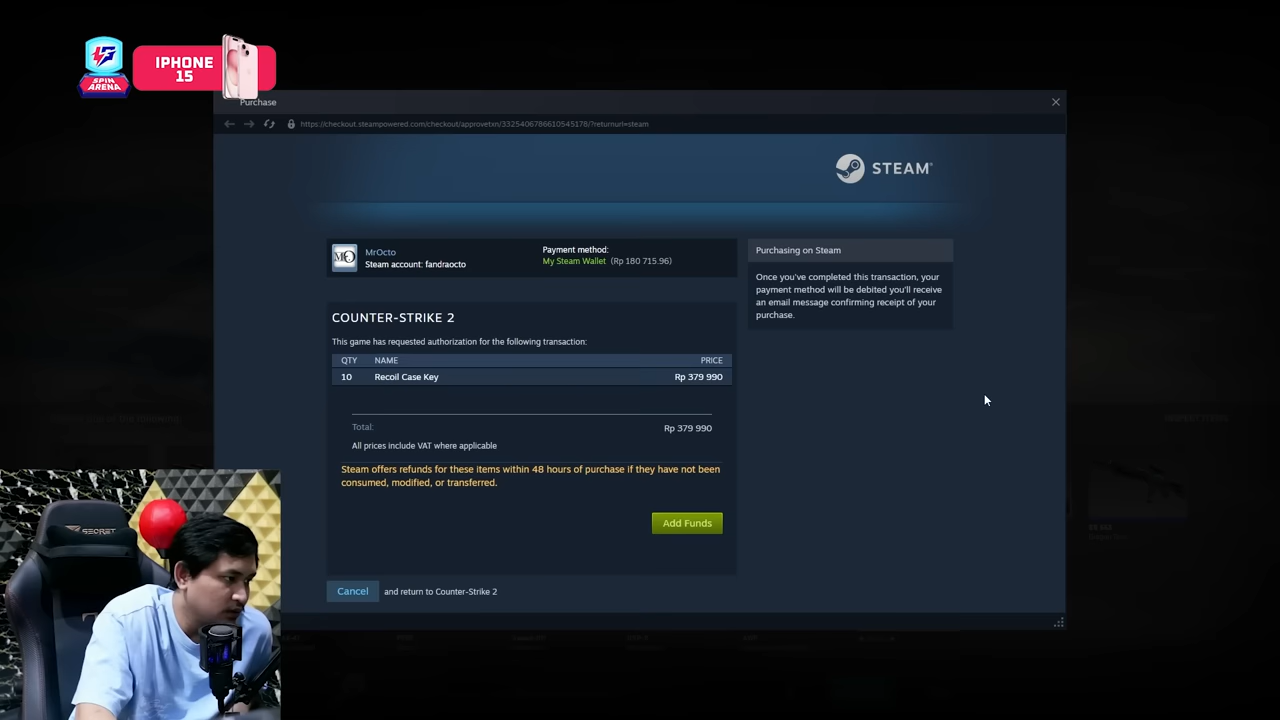 IPHONE
15
SPIN
ARENA
Purchase
https://checkout.steampowered.com/checkout/approvetxn/3325406786610545178/?returnurl=steam
STEAM
MrOcto
Steam account: fandraocto
Payment method:
My Steam Wallet (Rp 180 715.96)
Purchasing on Steam
Once you've completed this transaction, your
payment method will be debited you'll receive
an email message confirming receipt of your
purchase.
COUNTER-STRIKE 2
This game has requested authorization for the following transaction:
QTY NAME PRICE
10 Recoil Case Key Rp 379 990
Total: Rp 379 990
All prices include VAT where applicable
Steam offers refunds for these items within 48 hours of purchase if they have not been
consumed, modified, or transferred.
Add Funds
Cancel and return to Counter-Strike 2
SECRET